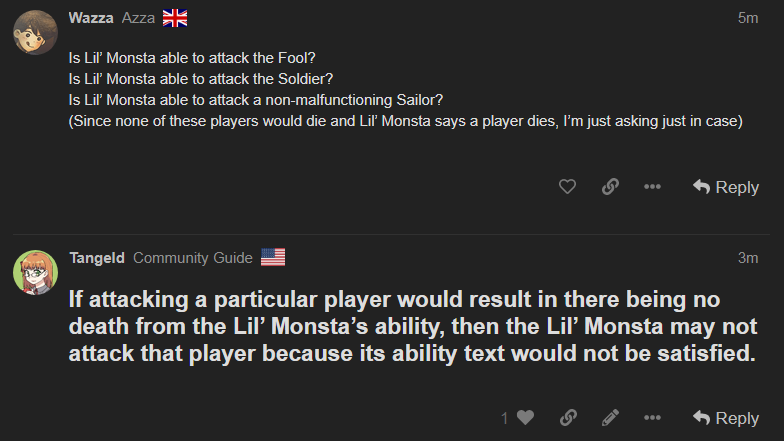 Wazza Azza 5m
Is Lil’ Monsta able to attack the Fool?
Is Lil’ Monsta able to attack the Soldier?
Is Lil’ Monsta able to attack a non-malfunctioning Sailor?
(Since none of these players would die and Lil’ Monsta says a player dies, I’m just asking just in case)
Reply
Tangeld Community Guide 3m
If attacking a particular player would result in there being no
death from the Lil’ Monsta’s ability, then the Lil’ Monsta may not
attack that player because its ability text would not be satisfied.
1 Reply